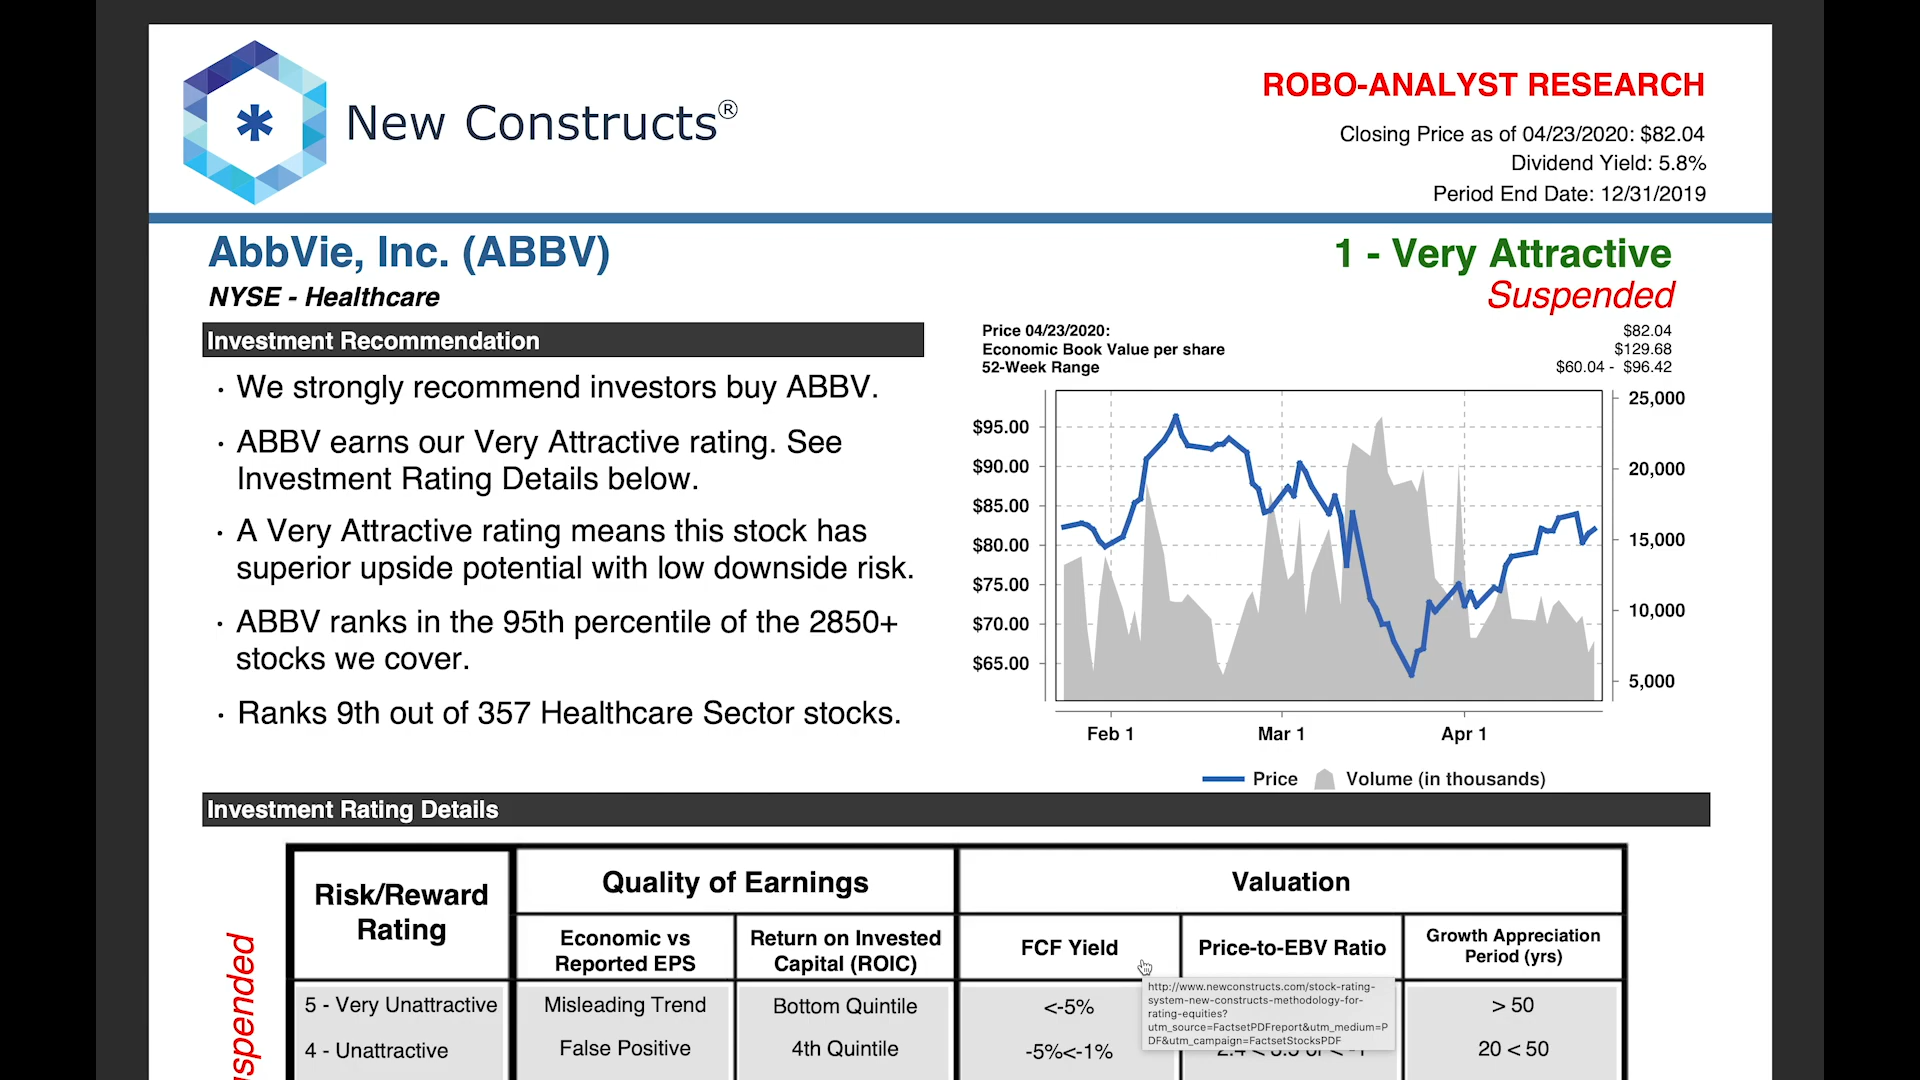 New Constructs®
ROBO-ANALYST RESEARCH
Closing Price as of 04/23/2020: $82.04
Dividend Yield: 5.8%
Period End Date: 12/31/2019
AbbVie, Inc. (ABBV)
NYSE - Healthcare
1 - Very Attractive
Suspended
Investment Recommendation
· We strongly recommend investors buy ABBV.
· ABBV earns our Very Attractive rating. See
Investment Rating Details below.
· A Very Attractive rating means this stock has
superior upside potential with low downside risk.
· ABBV ranks in the 95th percentile of the 2850+
stocks we cover.
· Ranks 9th out of 357 Healthcare Sector stocks.
Price 04/23/2020: $82.04
Economic Book Value per share $129.68
52-Week Range $60.04 - $96.42
$95.00
$90.00
$85.00
$80.00
$75.00
$70.00
$65.00
25,000
20,000
15,000
10,000
5,000
Feb 1 Mar 1 Apr 1
Price Volume (in thousands)
Investment Rating Details
Risk/Reward
Rating
Quality of Earnings
Valuation
Economic vs
Reported EPS
Return on Invested
Capital (ROIC)
FCF Yield
Price-to-EBV Ratio
Growth Appreciation
Period (yrs)
5 - Very Unattractive Misleading Trend Bottom Quintile <-5% > 50
4 - Unattractive False Positive 4th Quintile -5%<-1% 20 < 50
http://www.newconstructs.com/stock-rating-
system-new-constructs-methodology-for-
rating-equities?
utm_source=FactsetPDFreport&utm_medium=P
DF&utm_campaign=FactsetStocksPDF